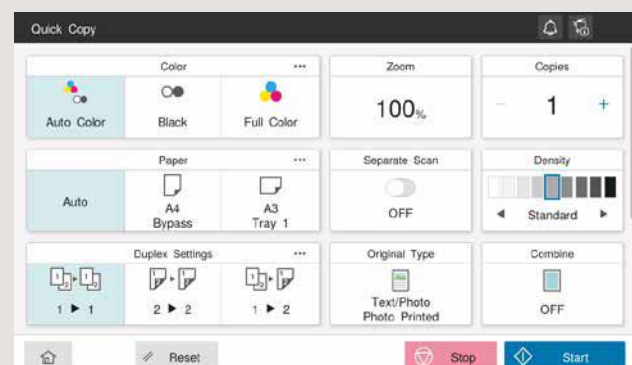 Quick Copy
Color ···
Auto Color
Black
Full Color
Zoom
100%
Copies
− 1 +
Paper ···
Auto
A4
Bypass
A3
Tray 1
Separate Scan
OFF
Density
◀ Standard ▶
Duplex Settings ···
1 ▶ 1
2 ▶ 2
1 ▶ 2
Original Type
Text/Photo
Photo Printed
Combine
OFF
Reset
Stop
Start